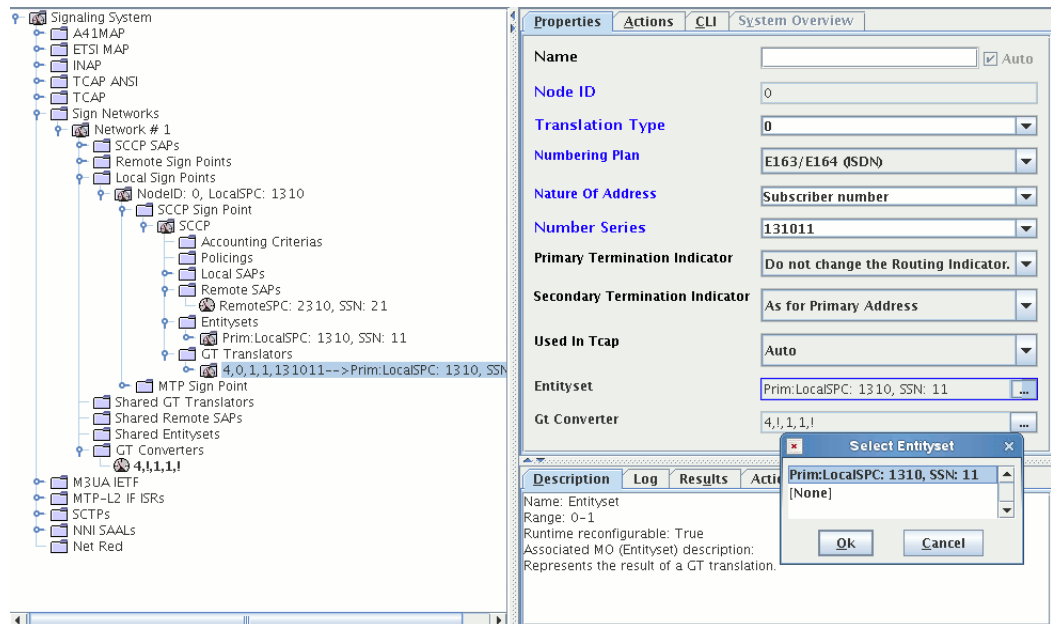 Signaling System
A41MAP
ETSI MAP
INAP
TCAP ANSI
TCAP
Sign Networks
Network # 1
SCCP SAPs
Remote Sign Points
Local Sign Points
NodeID: 0, LocalSPC: 1310
SCCP Sign Point
SCCP
Accounting Criterias
Policings
Local SAPs
Remote SAPs
RemoteSPC: 2310, SSN: 21
Entitysets
Prim:LocalSPC: 1310, SSN: 11
GT Translators
4,0,1,1,131011-->Prim:LocalSPC: 1310, SSN
MTP Sign Point
Shared GT Translators
Shared Remote SAPs
Shared Entitysets
GT Converters
4,!,1,1,!
M3UA IETF
MTP-L2 IF ISRs
SCTPs
NNI SAALs
Net Red
Properties Actions CLI System Overview
Name Auto
Node ID 0
Translation Type 0
Numbering Plan E163/E164 (ISDN)
Nature Of Address Subscriber number
Number Series 131011
Primary Termination Indicator Do not change the Routing Indicator.
Secondary Termination Indicator As for Primary Address
Used In Tcap Auto
Entityset Prim:LocalSPC: 1310, SSN: 11 ...
Gt Converter 4,!,1,1,! ...
Description Log Results Acti
Name: Entityset
Range: 0-1
Runtime reconfigurable: True
Associated MO (Entityset) description:
Represents the result of a GT translation.
Select Entityset
Prim:LocalSPC: 1310, SSN: 11
[None]
Ok Cancel